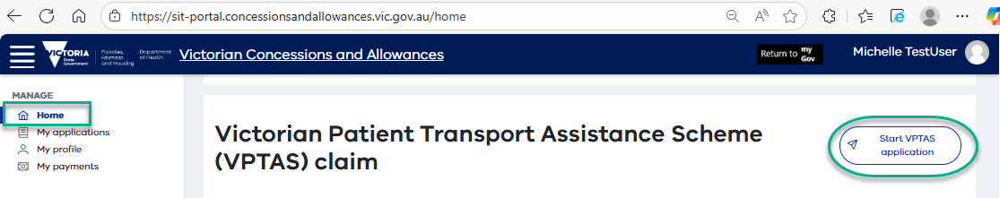 https://sit-portal.concessionsandallowances.vic.gov.au/home
VICTORIA
State
Government
Families,
Fairness
and Housing
Department
of Health
Victorian Concessions and Allowances
Return to my
Gov
Michelle TestUser
MANAGE
Home
My applications
My profile
My payments
Victorian Patient Transport Assistance Scheme
(VPTAS) claim
Start VPTAS
application